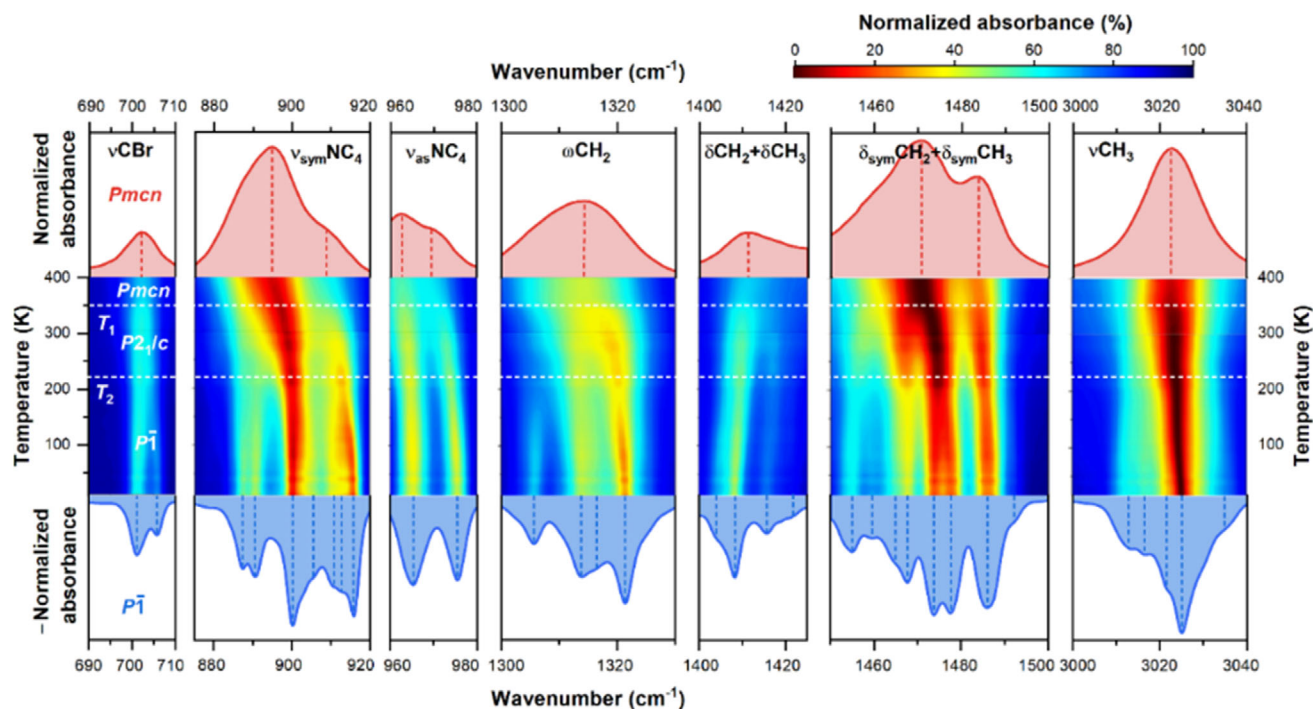 Normalized absorbance (%)
0 20 40 60 80 100
Wavenumber (cm⁻¹)
690 700 710 880 900 920 960 980 1300 1320 1400 1420 1460 1480 1500 3000 3020 3040
Normalized absorbance
νCBr
Pmcn
ν_symNC₄
ν_asNC₄
ωCH₂
δCH₂+δCH₃
δ_symCH₂+δ_symCH₃
νCH₃
Temperature (K)
400
300
200
100
Pmcn
T₁
P2₁/c
T₂
P1̄
400
300
200
100
Temperature (K)
– Normalized absorbance
P1̄
690 700 710 880 900 920 960 980 1300 1320 1400 1420 1460 1480 1500 3000 3020 3040
Wavenumber (cm⁻¹)